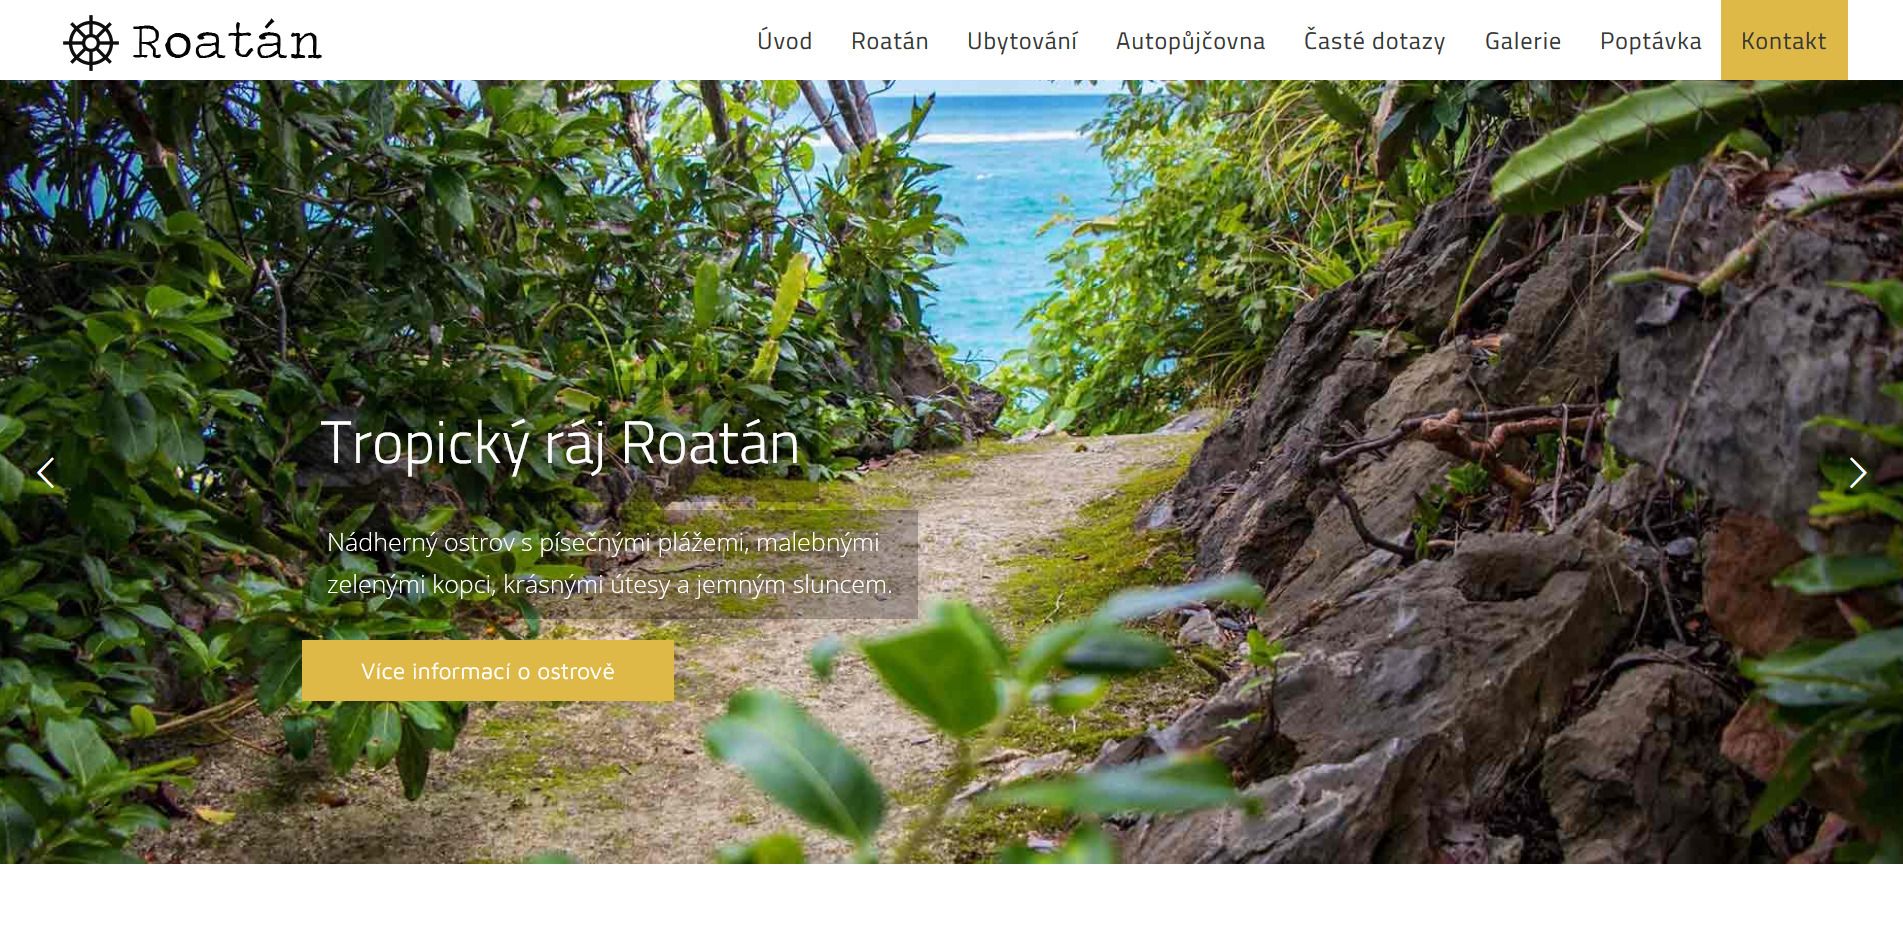 Roatán
Úvod Roatán Ubytování Autopůjčovna Časté dotazy Galerie Poptávka Kontakt
Tropický ráj Roatán
Nádherný ostrov s písečnými plážemi, malebnými
zelenými kopci, krásnými útesy a jemným sluncem.
Více informací o ostrově